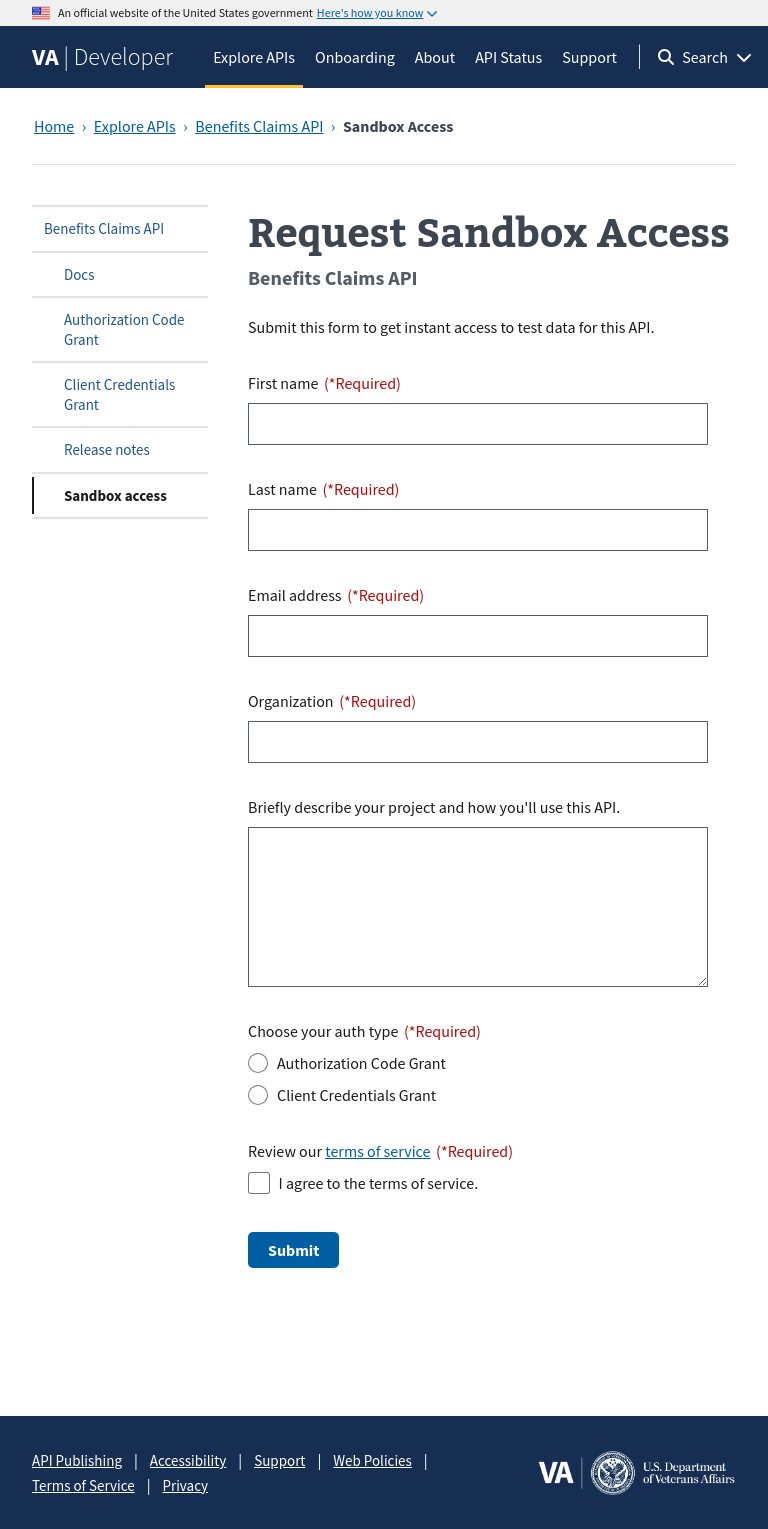 An official website of the United States government Here's how you know
VA | Developer
Explore APIs
Onboarding
About
API Status
Support
Search
Home › Explore APIs › Benefits Claims API › Sandbox Access
Benefits Claims API
Docs
Authorization Code
Grant
Client Credentials
Grant
Release notes
Sandbox access
Request Sandbox Access
Benefits Claims API
Submit this form to get instant access to test data for this API.
First name (*Required)
Last name (*Required)
Email address (*Required)
Organization (*Required)
Briefly describe your project and how you'll use this API.
Choose your auth type (*Required)
Authorization Code Grant
Client Credentials Grant
Review our terms of service (*Required)
I agree to the terms of service.
Submit
API Publishing | Accessibility | Support | Web Policies |
Terms of Service | Privacy
VA
U.S. Department
of Veterans Affairs